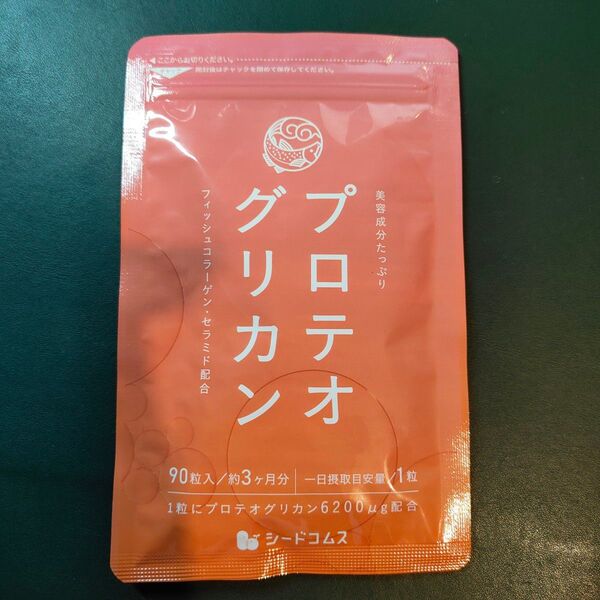 ここからお切りください。
開封後はチャックを閉めて保存してください。
美容成分たっぷり
プロテオ
グリカン
フィッシュコラーゲン・セラミド配合
90粒入/約3ヶ月分
一日摂取目安量/1粒
1粒にプロテオグリカン6200μg配合
シードコムス